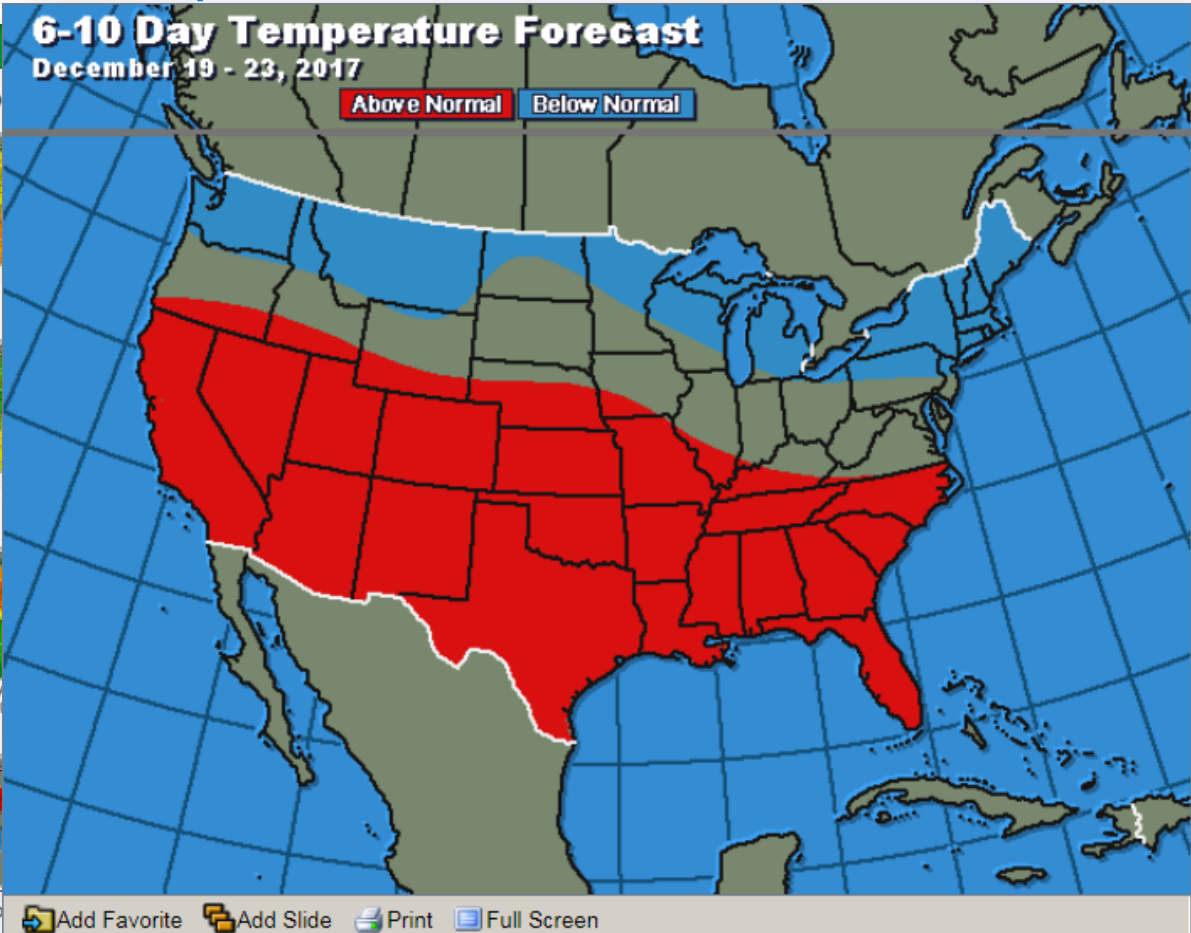 6-10 Day Temperature Forecast
December 19 - 23, 2017
Above Normal Below Normal
Add Favorite Add Slide Print Full Screen